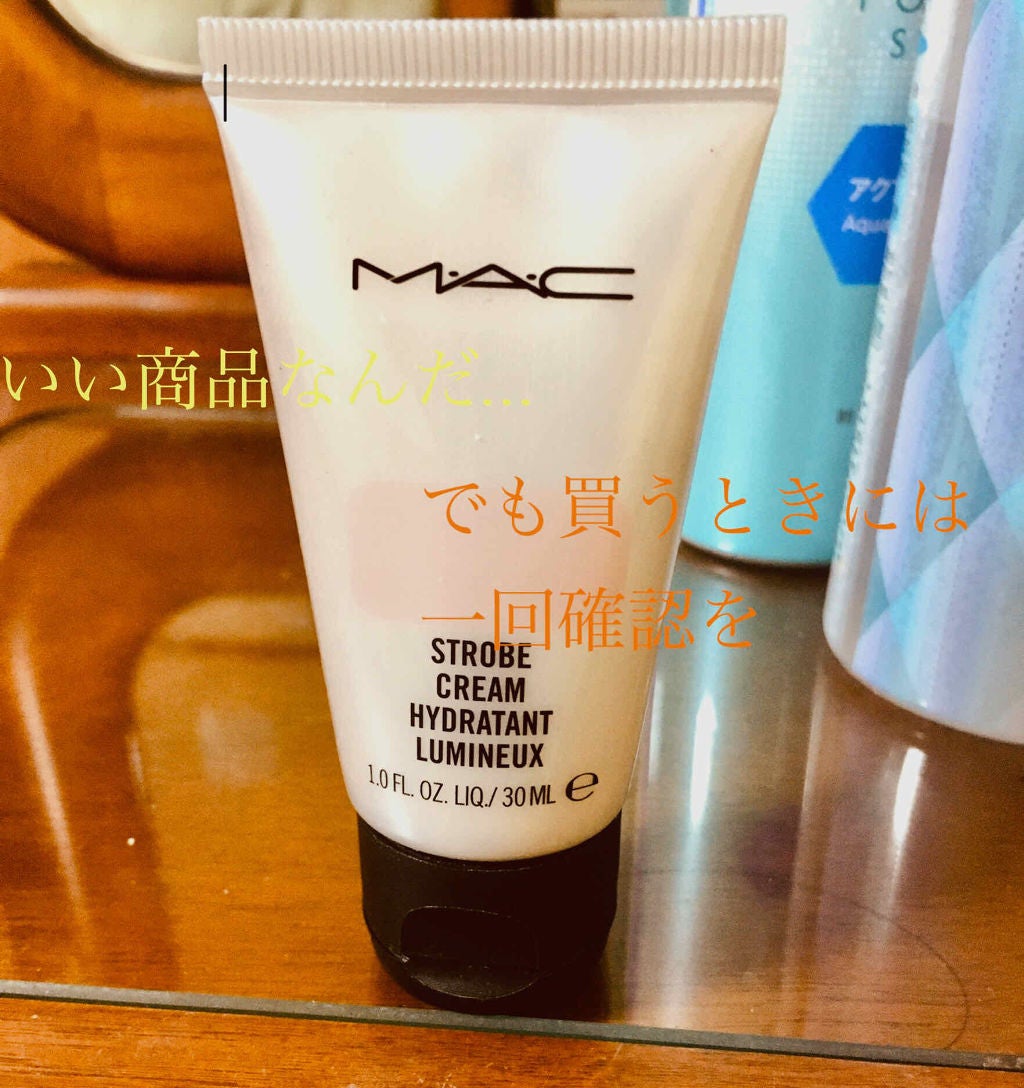 M·A·C
いい商品なんだ...
でも買うときには
一回確認を
STROBE
CREAM
HYDRATANT
LUMINEUX
1.0 FL. OZ. LIQ./ 30 ML e